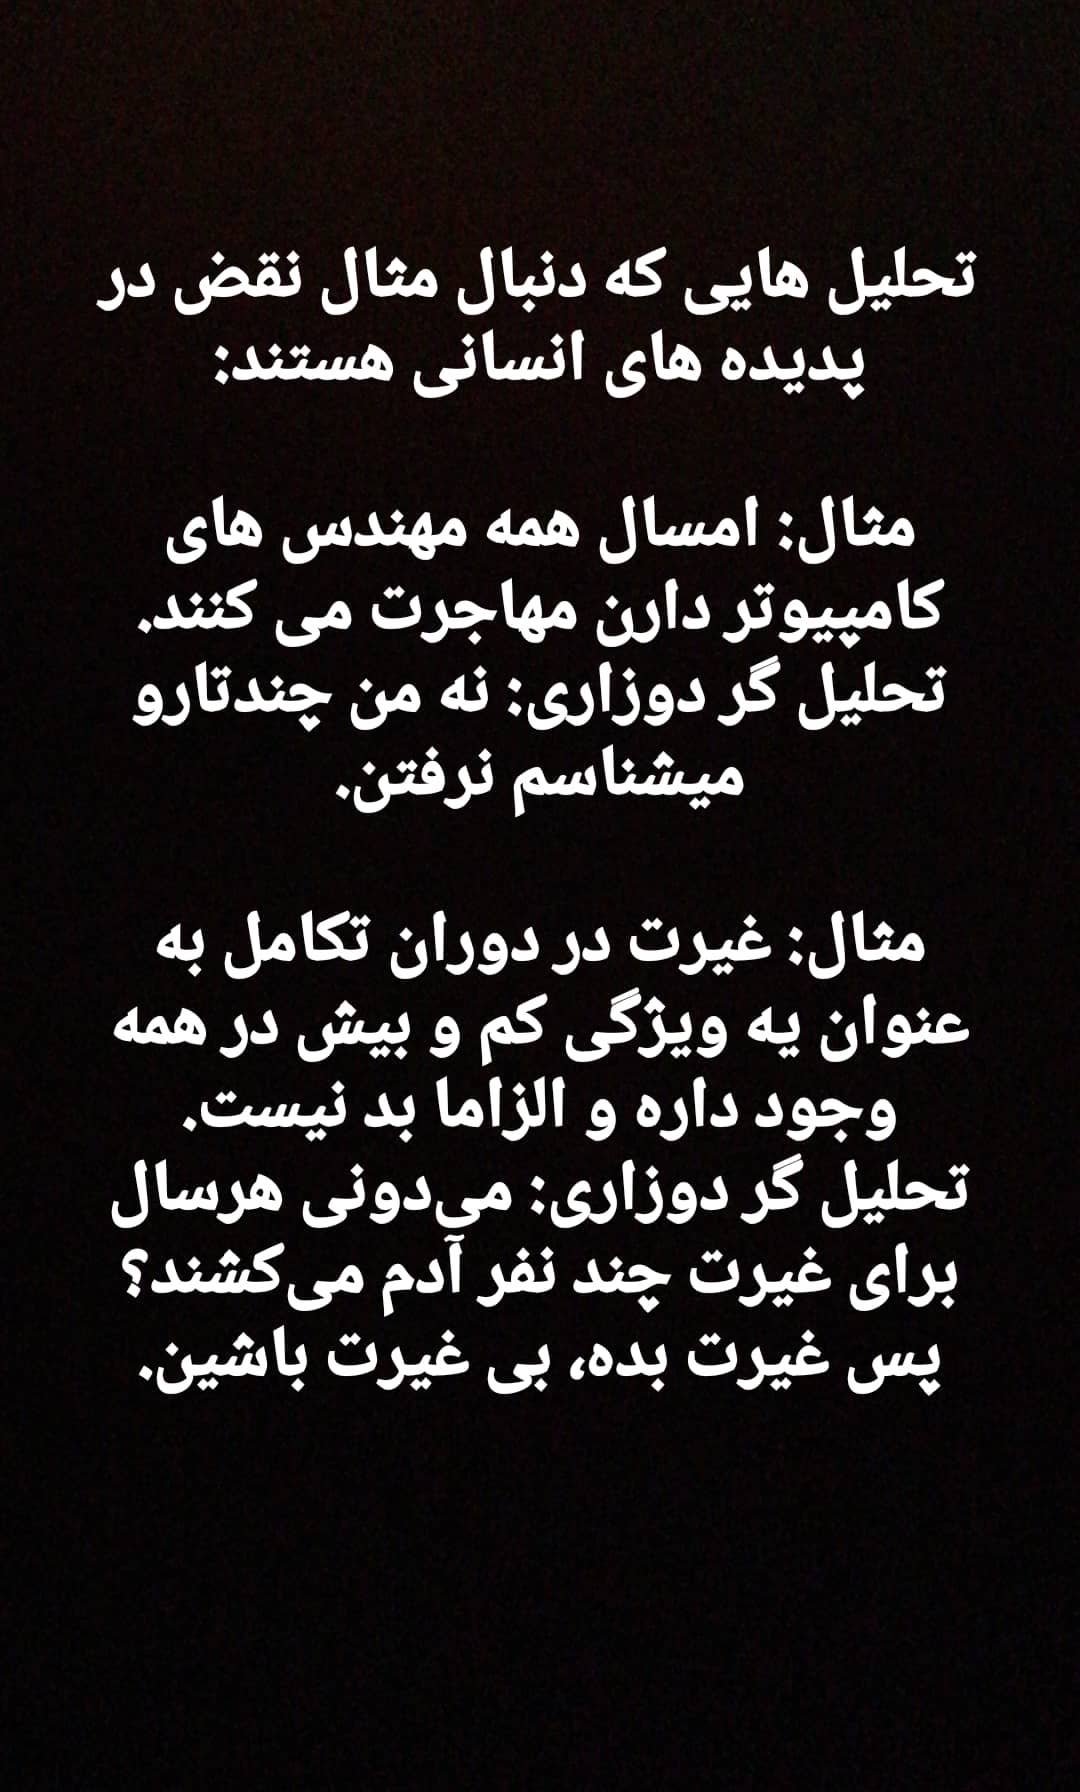 تحلیل هایی که دنبال مثال نقض در
پدیده های انسانی هستند:
مثال: امسال همه مهندس های
کامپیوتر دارن مهاجرت می کنند.
تحلیل گر دوزاری: نه من چندتارو
میشناسم نرفتن.
مثال: غیرت در دوران تکامل به
عنوان یه ویژگی کم و بیش در همه
وجود داره و الزاما بد نیست.
تحلیل گر دوزاری: می‌دونی هرسال
برای غیرت چند نفر آدم می‌کشند؟
پس غیرت بده، بی غیرت باشین.